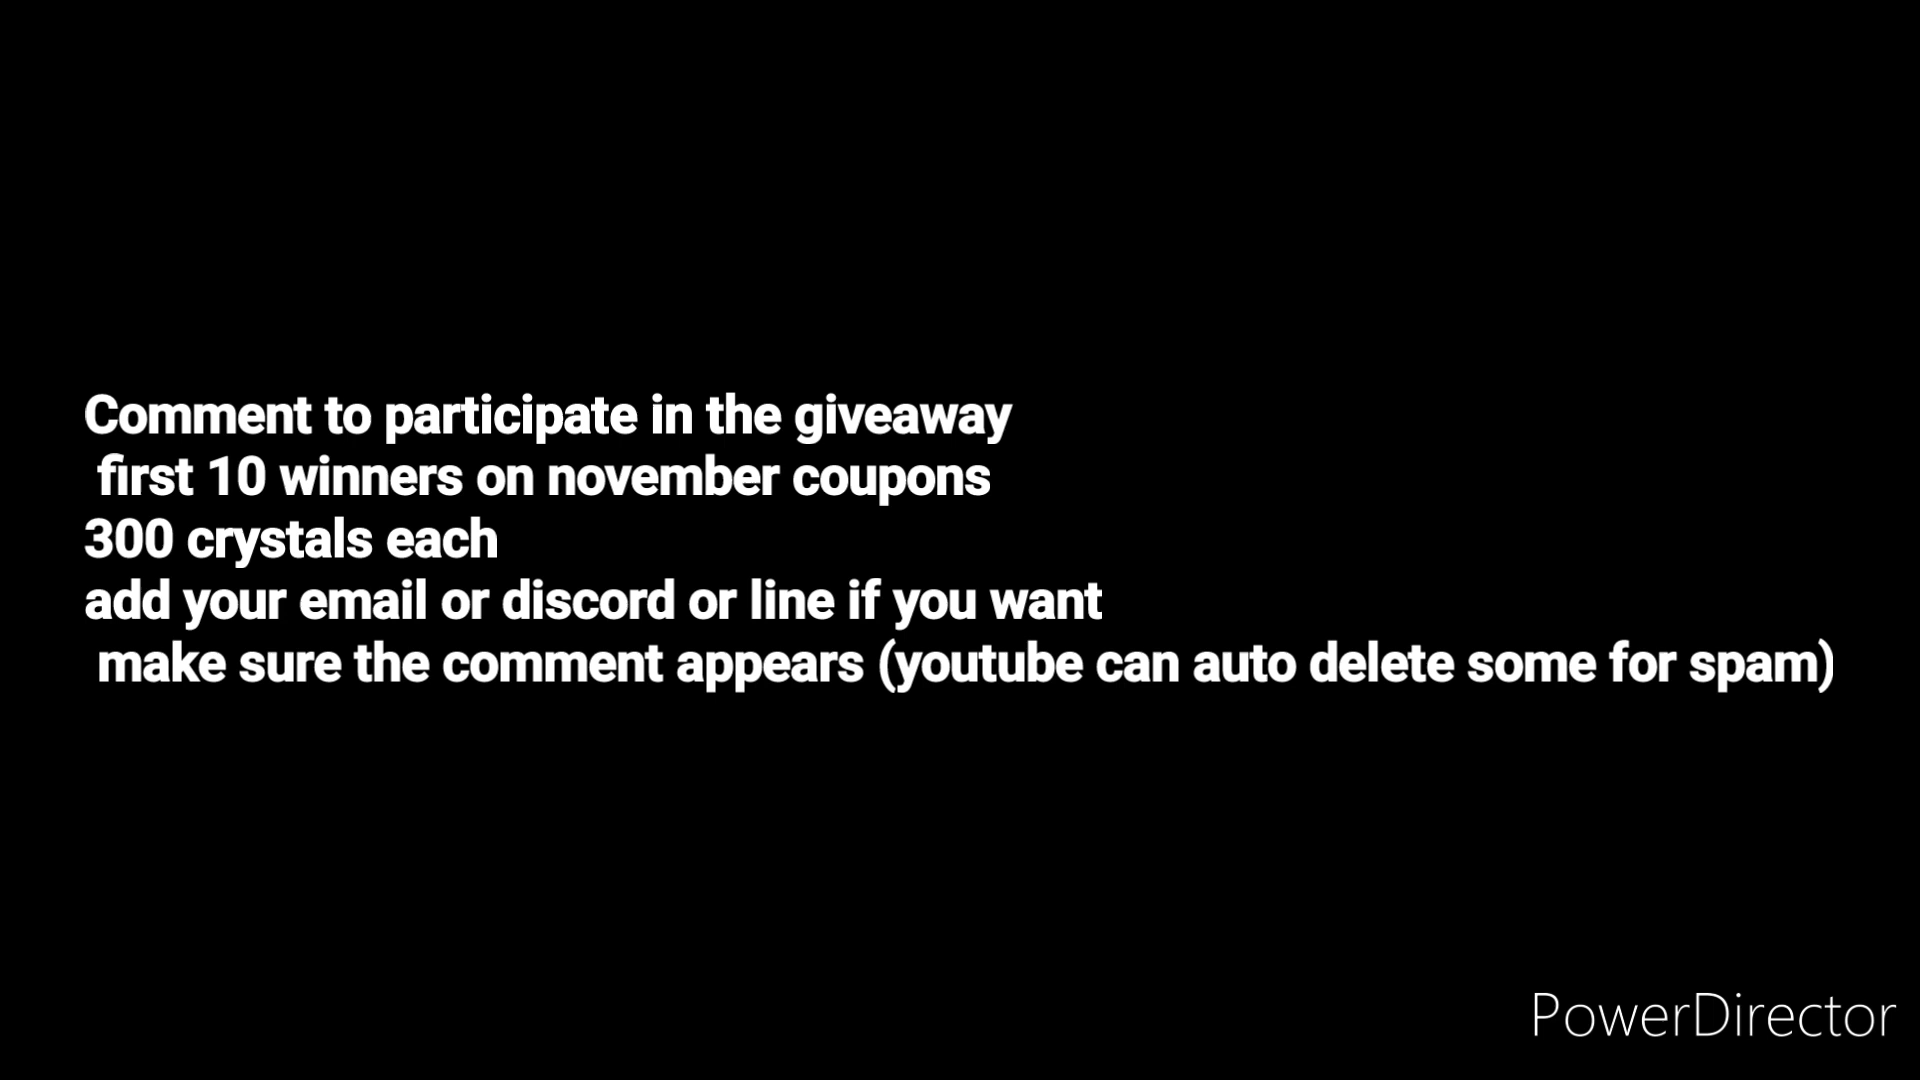 Comment to participate in the giveaway
first 10 winners on november coupons
300 crystals each
add your email or discord or line if you want
make sure the comment appears (youtube can auto delete some for spam)
PowerDirector